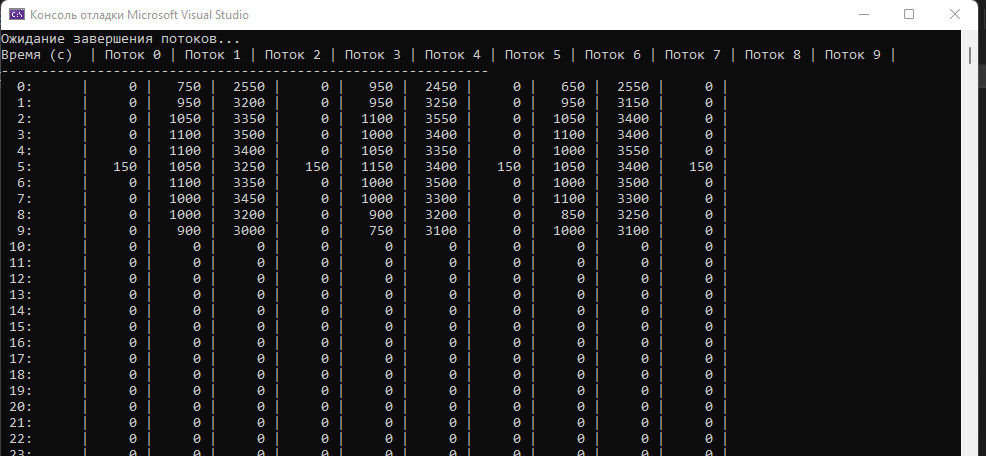 Консоль отладки Microsoft Visual Studio
Ожидание завершения потоков...
Время (с) | Поток 0 | Поток 1 | Поток 2 | Поток 3 | Поток 4 | Поток 5 | Поток 6 | Поток 7 | Поток 8 | Поток 9 |
-------------------------------------------------------------
0: | 0 | 750 | 2550 | 0 | 950 | 2450 | 0 | 650 | 2550 | 0 |
1: | 0 | 950 | 3200 | 0 | 950 | 3250 | 0 | 950 | 3150 | 0 |
2: | 0 | 1050 | 3350 | 0 | 1100 | 3550 | 0 | 1050 | 3400 | 0 |
3: | 0 | 1100 | 3500 | 0 | 1000 | 3400 | 0 | 1100 | 3400 | 0 |
4: | 0 | 1100 | 3400 | 0 | 1050 | 3350 | 0 | 1000 | 3550 | 0 |
5: | 150 | 1050 | 3250 | 150 | 1150 | 3400 | 150 | 1050 | 3400 | 150 |
6: | 0 | 1100 | 3350 | 0 | 1000 | 3500 | 0 | 1000 | 3500 | 0 |
7: | 0 | 1000 | 3450 | 0 | 1000 | 3300 | 0 | 1100 | 3300 | 0 |
8: | 0 | 1000 | 3200 | 0 | 900 | 3200 | 0 | 850 | 3250 | 0 |
9: | 0 | 900 | 3000 | 0 | 750 | 3100 | 0 | 1000 | 3100 | 0 |
10: | 0 | 0 | 0 | 0 | 0 | 0 | 0 | 0 | 0 | 0 |
11: | 0 | 0 | 0 | 0 | 0 | 0 | 0 | 0 | 0 | 0 |
12: | 0 | 0 | 0 | 0 | 0 | 0 | 0 | 0 | 0 | 0 |
13: | 0 | 0 | 0 | 0 | 0 | 0 | 0 | 0 | 0 | 0 |
14: | 0 | 0 | 0 | 0 | 0 | 0 | 0 | 0 | 0 | 0 |
15: | 0 | 0 | 0 | 0 | 0 | 0 | 0 | 0 | 0 | 0 |
16: | 0 | 0 | 0 | 0 | 0 | 0 | 0 | 0 | 0 | 0 |
17: | 0 | 0 | 0 | 0 | 0 | 0 | 0 | 0 | 0 | 0 |
18: | 0 | 0 | 0 | 0 | 0 | 0 | 0 | 0 | 0 | 0 |
19: | 0 | 0 | 0 | 0 | 0 | 0 | 0 | 0 | 0 | 0 |
20: | 0 | 0 | 0 | 0 | 0 | 0 | 0 | 0 | 0 | 0 |
21: | 0 | 0 | 0 | 0 | 0 | 0 | 0 | 0 | 0 | 0 |
22: | 0 | 0 | 0 | 0 | 0 | 0 | 0 | 0 | 0 | 0 |
23: | 0 | 0 | 0 | 0 | 0 | 0 | 0 | 0 | 0 | 0 |